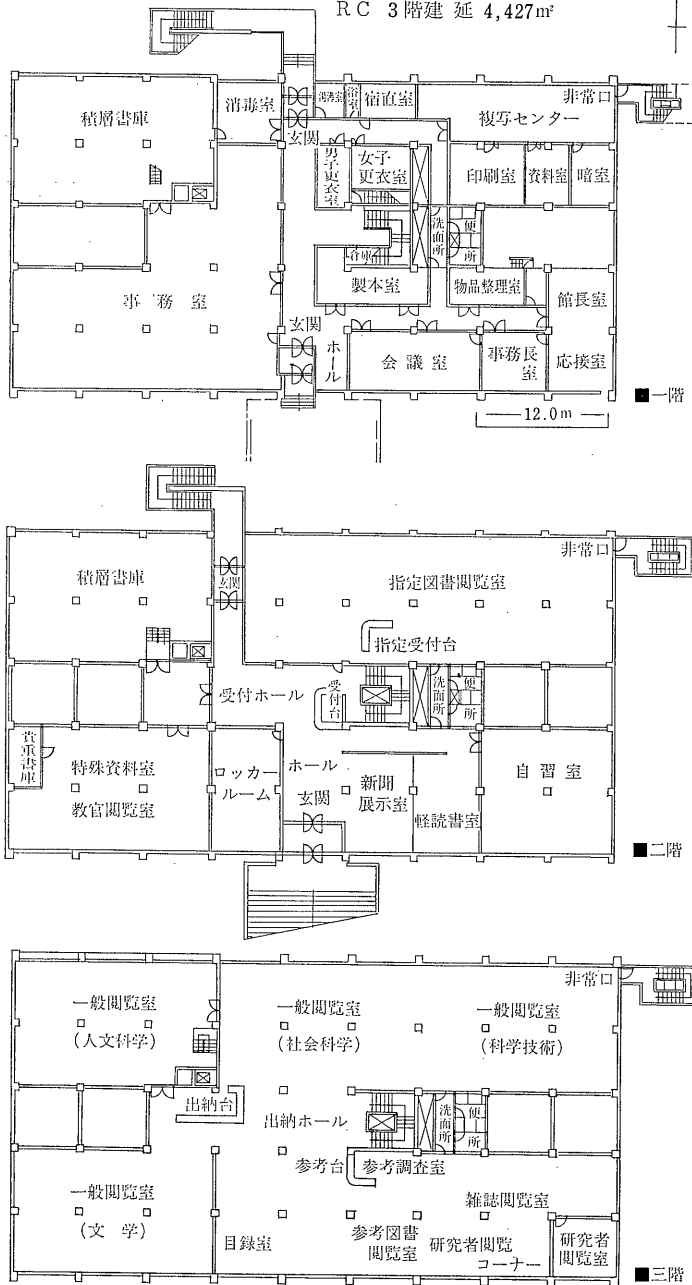 RC 3階建 延 4,427m²
積層書庫
消毒室
湯沸室
浴室
宿直室
非常口
複写センター
玄関
男子更衣室
女子
更衣室
印刷室
資料室
暗室
洗面所
便所
倉庫
製本室
物品整理室
館長室
事務室
玄関
ホール
会議室
事務長
室
応接室
■一階
12.0m
積層書庫
玄関
指定図書閲覧室
非常口
指定受付台
受付ホール
受付台
洗面所
便所
貴重書庫
特殊資料室
教官閲覧室
ロッカー
ルーム
ホール
玄関
新聞
展示室
軽読書室
自習室
■二階
一般閲覧室
(人文科学)
一般閲覧室
(社会科学)
一般閲覧室
(科学技術)
非常口
出納台
出納ホール
洗面所
便所
参考台
参考調査室
一般閲覧室
(文学)
目録室
参考図書
閲覧室
雑誌閲覧室
研究者閲覧
コーナー
研究者
閲覧室
■三階